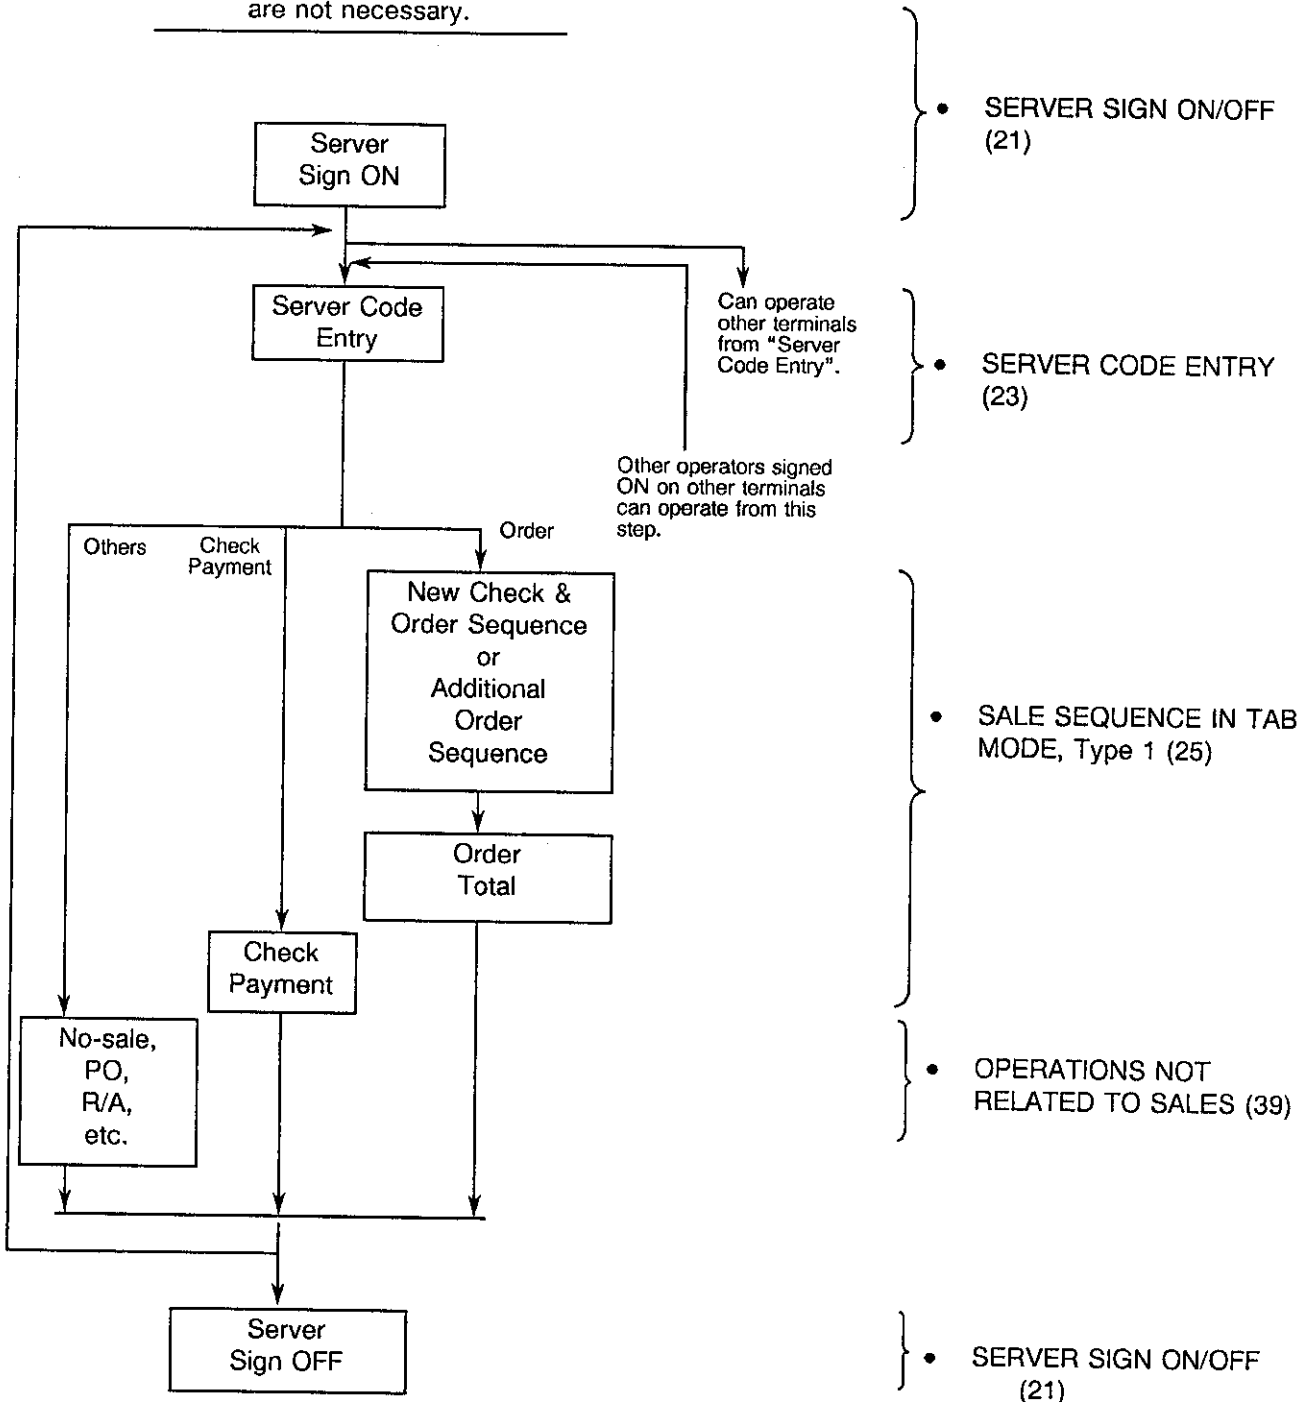 are not necessary.
SERVER SIGN ON/OFF
(21)
Server
Sign ON
Server Code
Entry
Can operate
other terminals
from "Server
Code Entry".
SERVER CODE ENTRY
(23)
Other operators signed
ON on other terminals
can operate from this
step.
Others
Check
Payment
Order
New Check &
Order Sequence
or
Additional
Order
Sequence
SALE SEQUENCE IN TAB
MODE, Type 1 (25)
Order
Total
Check
Payment
No-sale,
PO,
R/A,
etc.
OPERATIONS NOT
RELATED TO SALES (39)
Server
Sign OFF
SERVER SIGN ON/OFF
(21)